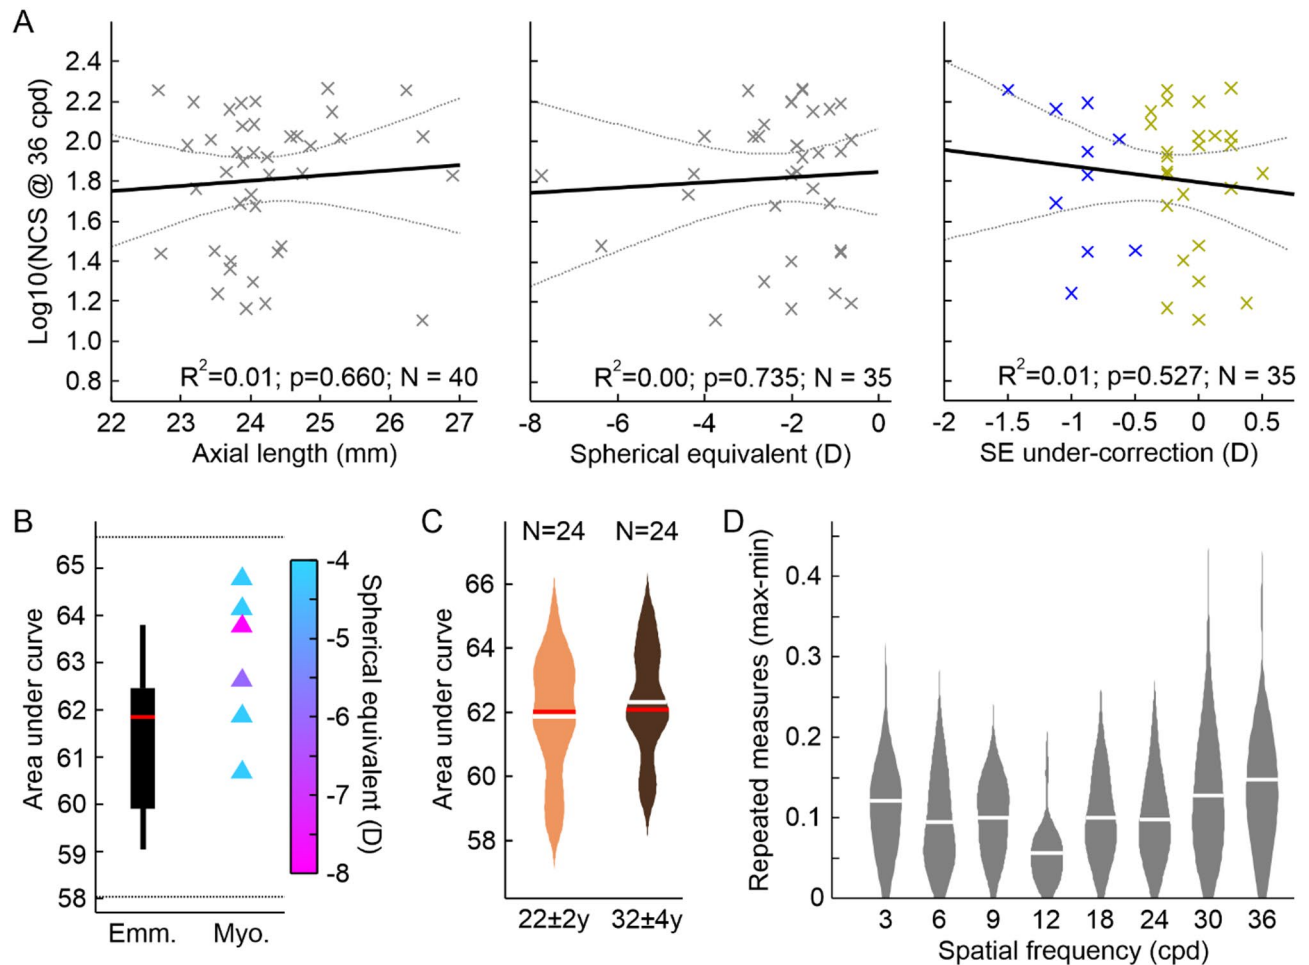 A
Log10(NCS @ 36 cpd)
2.4
2.2
2.0
1.8
1.6
1.4
1.2
1.0
0.8
R²=0.01; p=0.660; N = 40
22 23 24 25 26 27
Axial length (mm)
R²=0.00; p=0.735; N = 35
-8 -6 -4 -2 0
Spherical equivalent (D)
R²=0.01; p=0.527; N = 35
-2 -1.5 -1 -0.5 0 0.5
SE under-correction (D)
B
Area under curve
65
64
63
62
61
60
59
58
Emm. Myo.
-4
-5
-6
-7
-8
Spherical equivalent (D)
C
N=24 N=24
Area under curve
66
64
62
60
58
22±2y 32±4y
D
Repeated measures (max-min)
0.4
0.3
0.2
0.1
0
3 6 9 12 18 24 30 36
Spatial frequency (cpd)